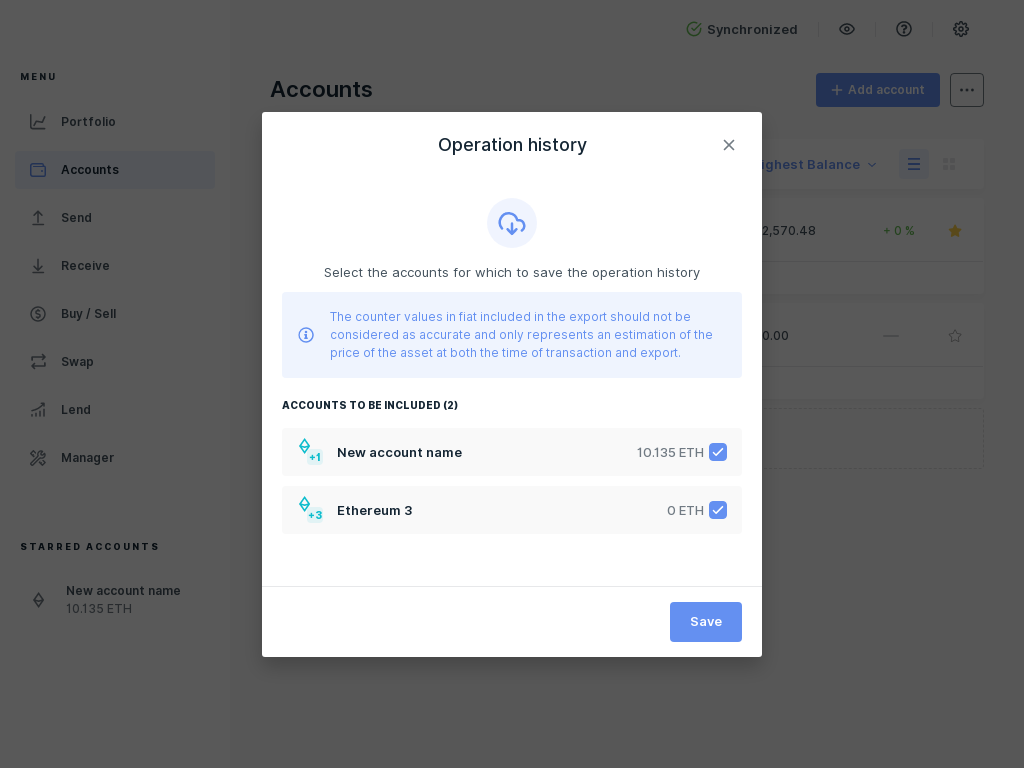 Synchronized
MENU
Portfolio
Accounts
Send
Receive
Buy / Sell
Swap
Lend
Manager
STARRED ACCOUNTS
New account name
10.135 ETH
Accounts
Add account
ghest Balance
2,570.48
+ 0 %
0.00
—
Operation history
Select the accounts for which to save the operation history
The counter values in fiat included in the export should not be
considered as accurate and only represents an estimation of the
price of the asset at both the time of transaction and export.
ACCOUNTS TO BE INCLUDED (2)
+1
New account name
10.135 ETH
+3
Ethereum 3
0 ETH
Save